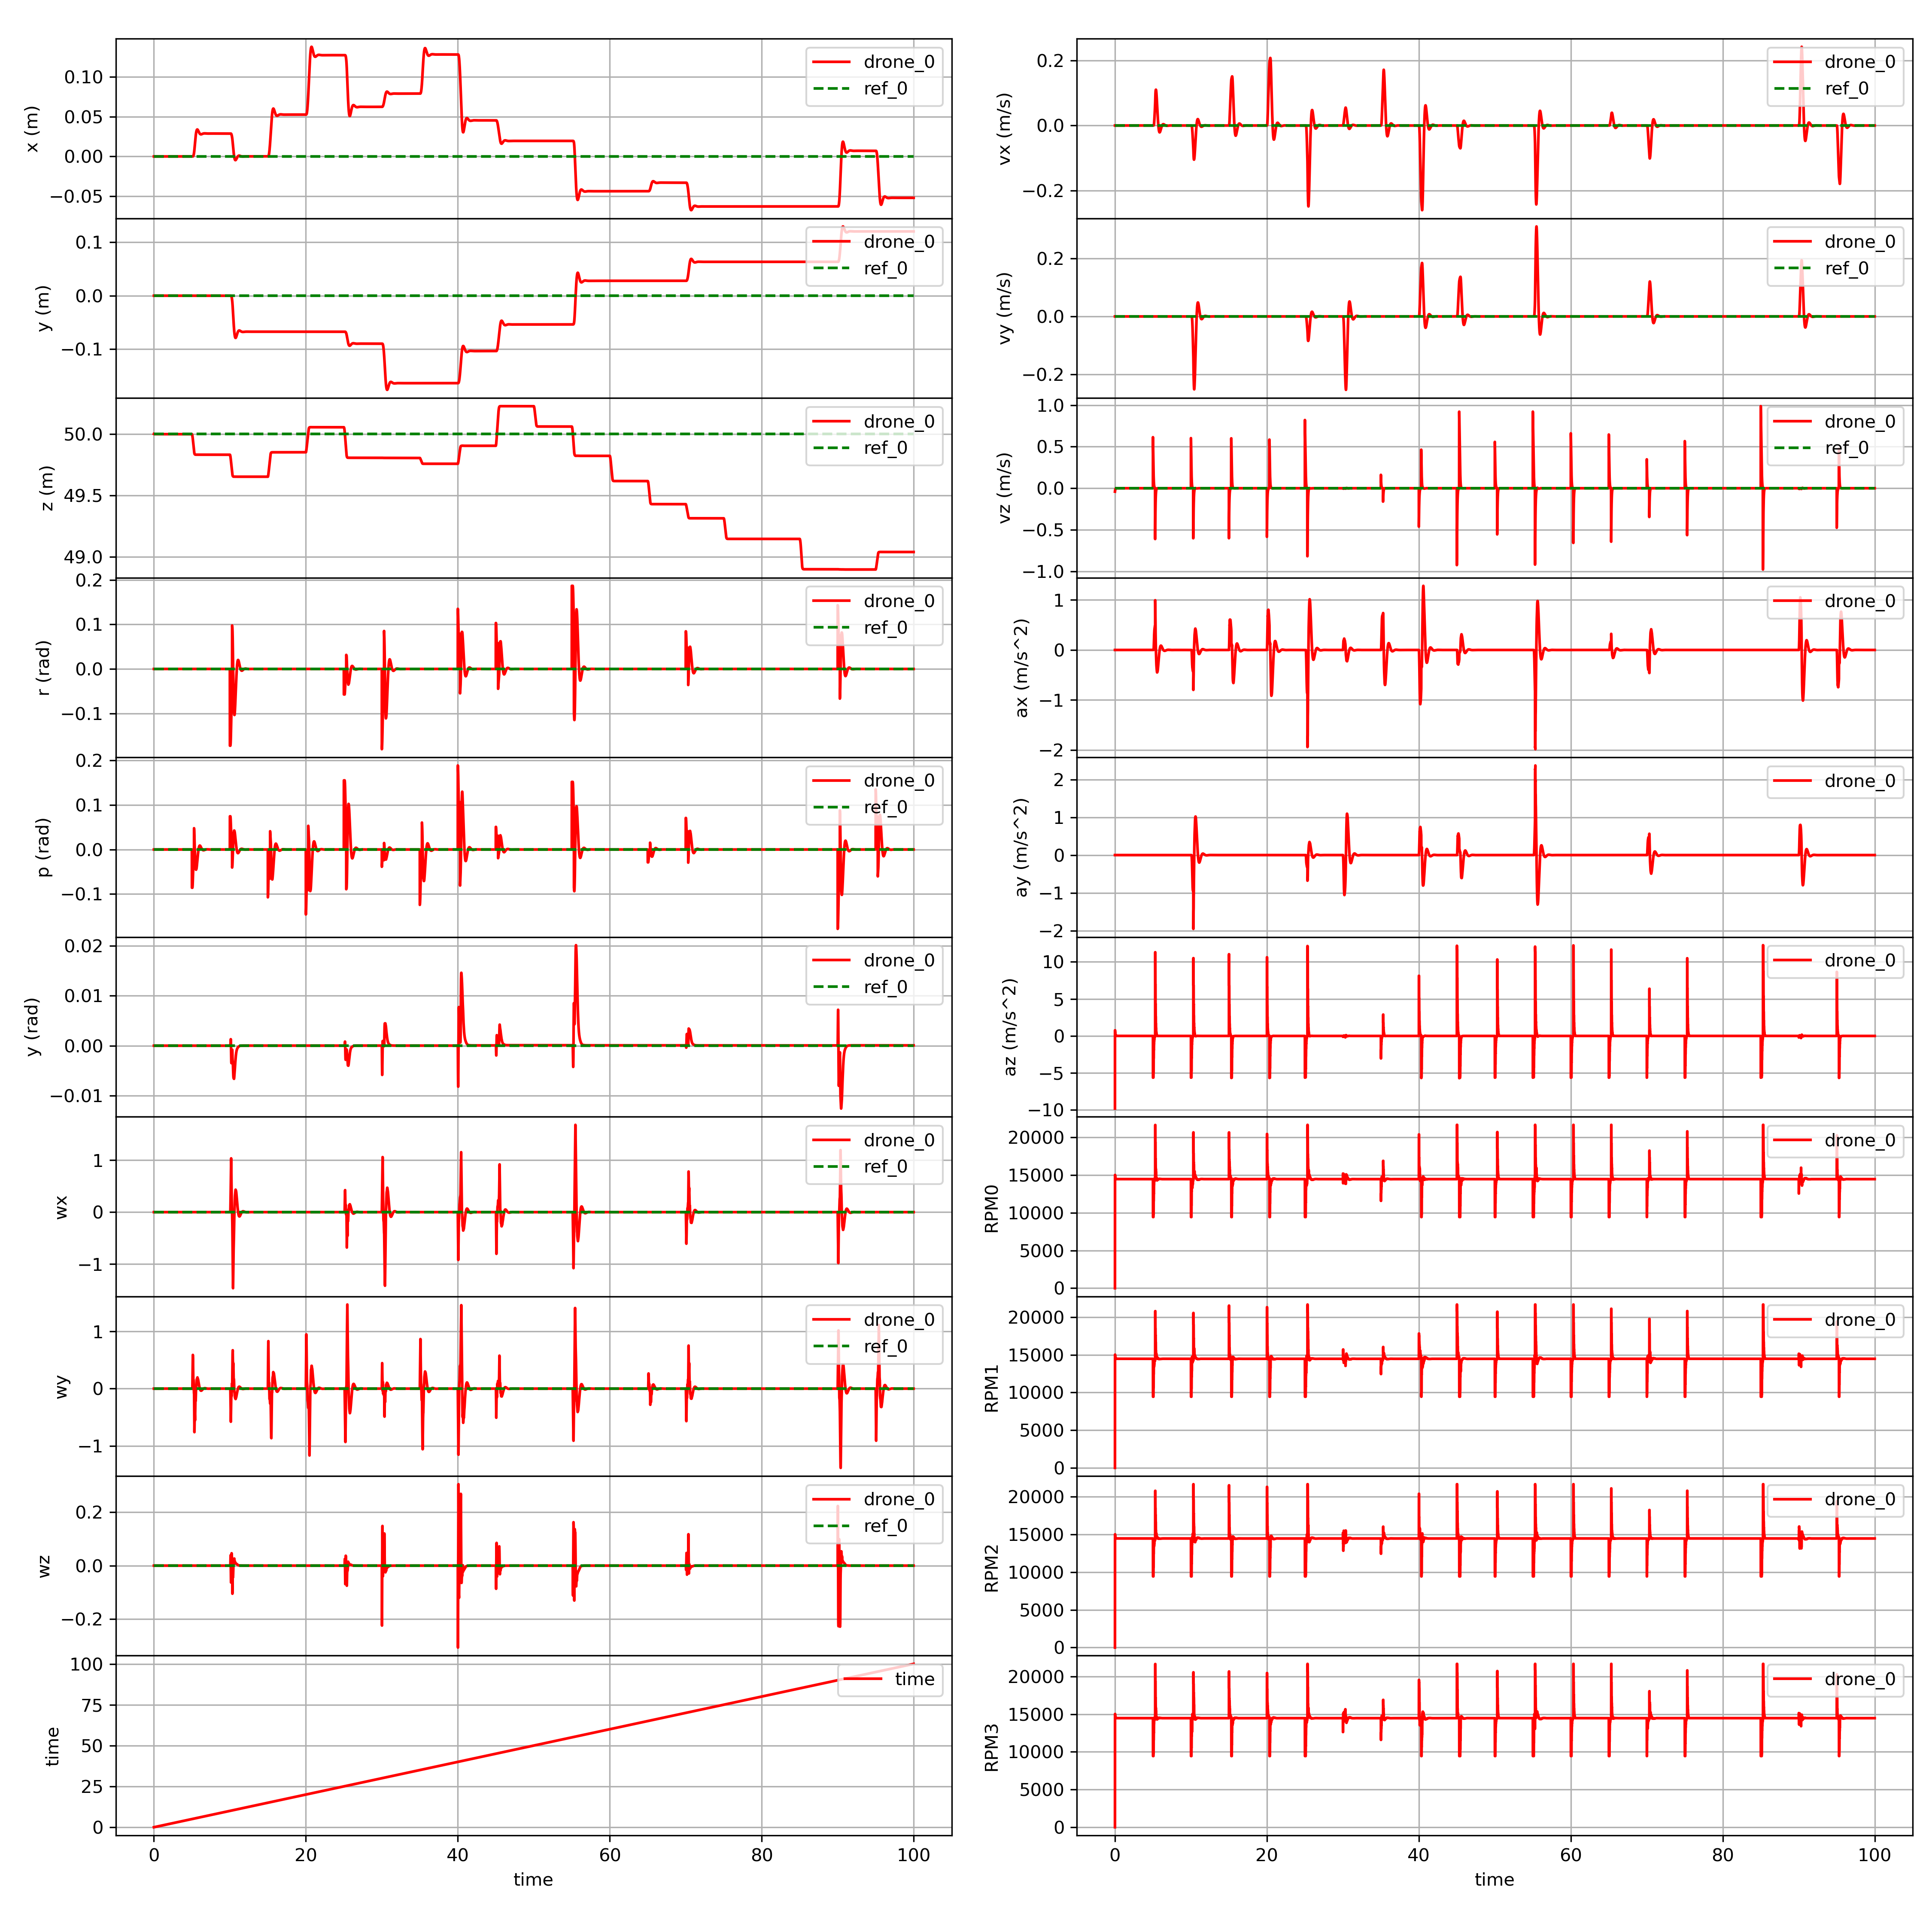 0.10
0.05
0.00
−0.05
x (m)
drone_0
ref_0
0.1
0.0
−0.1
y (m)
drone_0
ref_0
50.0
49.5
49.0
z (m)
drone_0
ref_0
0.2
0.1
0.0
−0.1
r (rad)
drone_0
ref_0
0.2
0.1
0.0
−0.1
p (rad)
drone_0
ref_0
0.02
0.01
0.00
−0.01
y (rad)
drone_0
ref_0
1
0
−1
wx
drone_0
ref_0
1
0
−1
wy
drone_0
ref_0
0.2
0.0
−0.2
wz
drone_0
ref_0
100
75
50
25
0
time
time
0 20 40 60 80 100
time
0.2
0.0
−0.2
vx (m/s)
drone_0
ref_0
0.2
0.0
−0.2
vy (m/s)
drone_0
ref_0
1.0
0.5
0.0
−0.5
−1.0
vz (m/s)
drone_0
ref_0
1
0
−1
−2
ax (m/s^2)
drone_0
2
1
0
−1
−2
ay (m/s^2)
drone_0
10
5
0
−5
−10
az (m/s^2)
drone_0
20000
15000
10000
5000
0
RPM0
drone_0
20000
15000
10000
5000
0
RPM1
drone_0
20000
15000
10000
5000
0
RPM2
drone_0
20000
15000
10000
5000
0
RPM3
drone_0
0 20 40 60 80 100
time